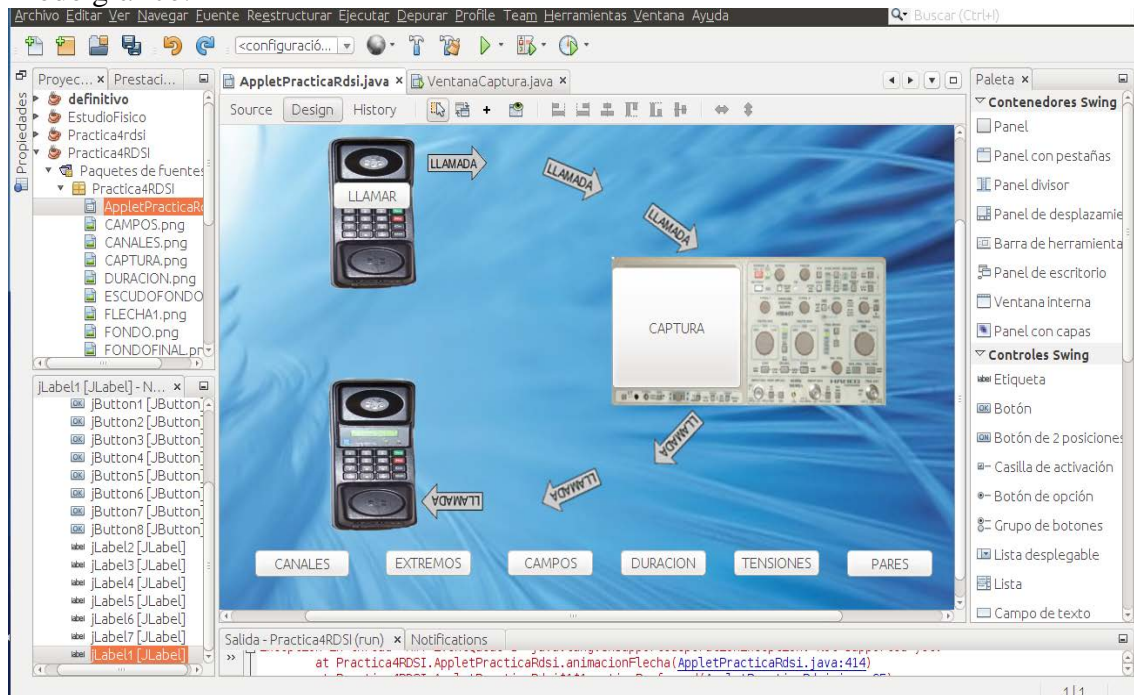 Archivo Editar Ver Navegar Fuente Reestructurar Ejecutar Depurar Profile Team Herramientas Ventana Ayuda
Buscar (Ctrl+I)
<configuració...
Proyec... × Prestaci...
AppletPracticaRdsi.java × VentanaCaptura.java ×
Paleta ×
Propiedades
definitivo
EstudioFisico
Practica4rdsi
Practica4RDSI
Paquetes de fuentes
Practica4RDSI
AppletPracticaR
CAMPOS.png
CANALES.png
CAPTURA.png
DURACION.png
ESCUDOFONDO
FLECHA1.png
FONDO.png
FONDOFINAL.pn
jLabel1 [JLabel] - N... ×
jButton1 [JButton]
jButton2 [JButton]
jButton3 [JButton]
jButton4 [JButton]
jButton5 [JButton]
jButton6 [JButton]
jButton7 [JButton]
jButton8 [JButton]
jLabel2 [JLabel]
jLabel3 [JLabel]
jLabel4 [JLabel]
jLabel5 [JLabel]
jLabel6 [JLabel]
jLabel7 [JLabel]
jLabel1 [JLabel]
Source Design History
LLAMADA
LLAMADA
LLAMAR
LLAMADA
CAPTURA
LLAMADA
LLAMADA
LLAMADA
CANALES EXTREMOS CAMPOS DURACION TENSIONES PARES
Contenedores Swing
Panel
Panel con pestañas
Panel divisor
Panel de desplazamie
Barra de herramienta
Panel de escritorio
Ventana interna
Panel con capas
Controles Swing
Etiqueta
Botón
Botón de 2 posiciones
Casilla de activación
Botón de opción
Grupo de botones
Lista desplegable
Lista
Campo de texto
Salida - Practica4RDSI (run) × Notifications
at Practica4RDSI.AppletPracticaRdsi.animacionFlecha(AppletPracticaRdsi.java:414)
1|1